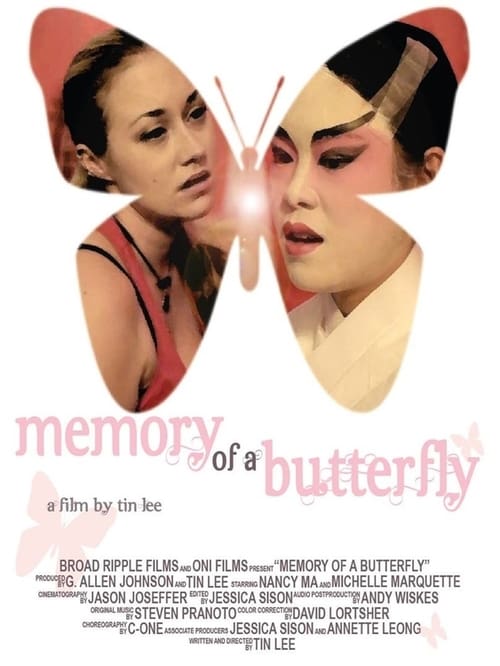 memory of a butterfly
a film by tin lee
BROAD RIPPLE FILMS AND ONI FILMS PRESENT "MEMORY OF A BUTTERFLY"
PRODUCED BY G. ALLEN JOHNSON AND TIN LEE STARRING NANCY MA AND MICHELLE MARQUETTE
CINEMATOGRAPHY BY JASON JOSEFFER EDITED BY JESSICA SISON AUDIO POSTPRODUCTION BY ANDY WISKES
ORIGINAL MUSIC BY STEVEN PRANOTO COLOR CORRECTION BY DAVID LORTSHER
CHOREOGRAPHY BY C-ONE ASSOCIATE PRODUCERS JESSICA SISON AND ANNETTE LEONG
WRITTEN AND DIRECTED BY TIN LEE